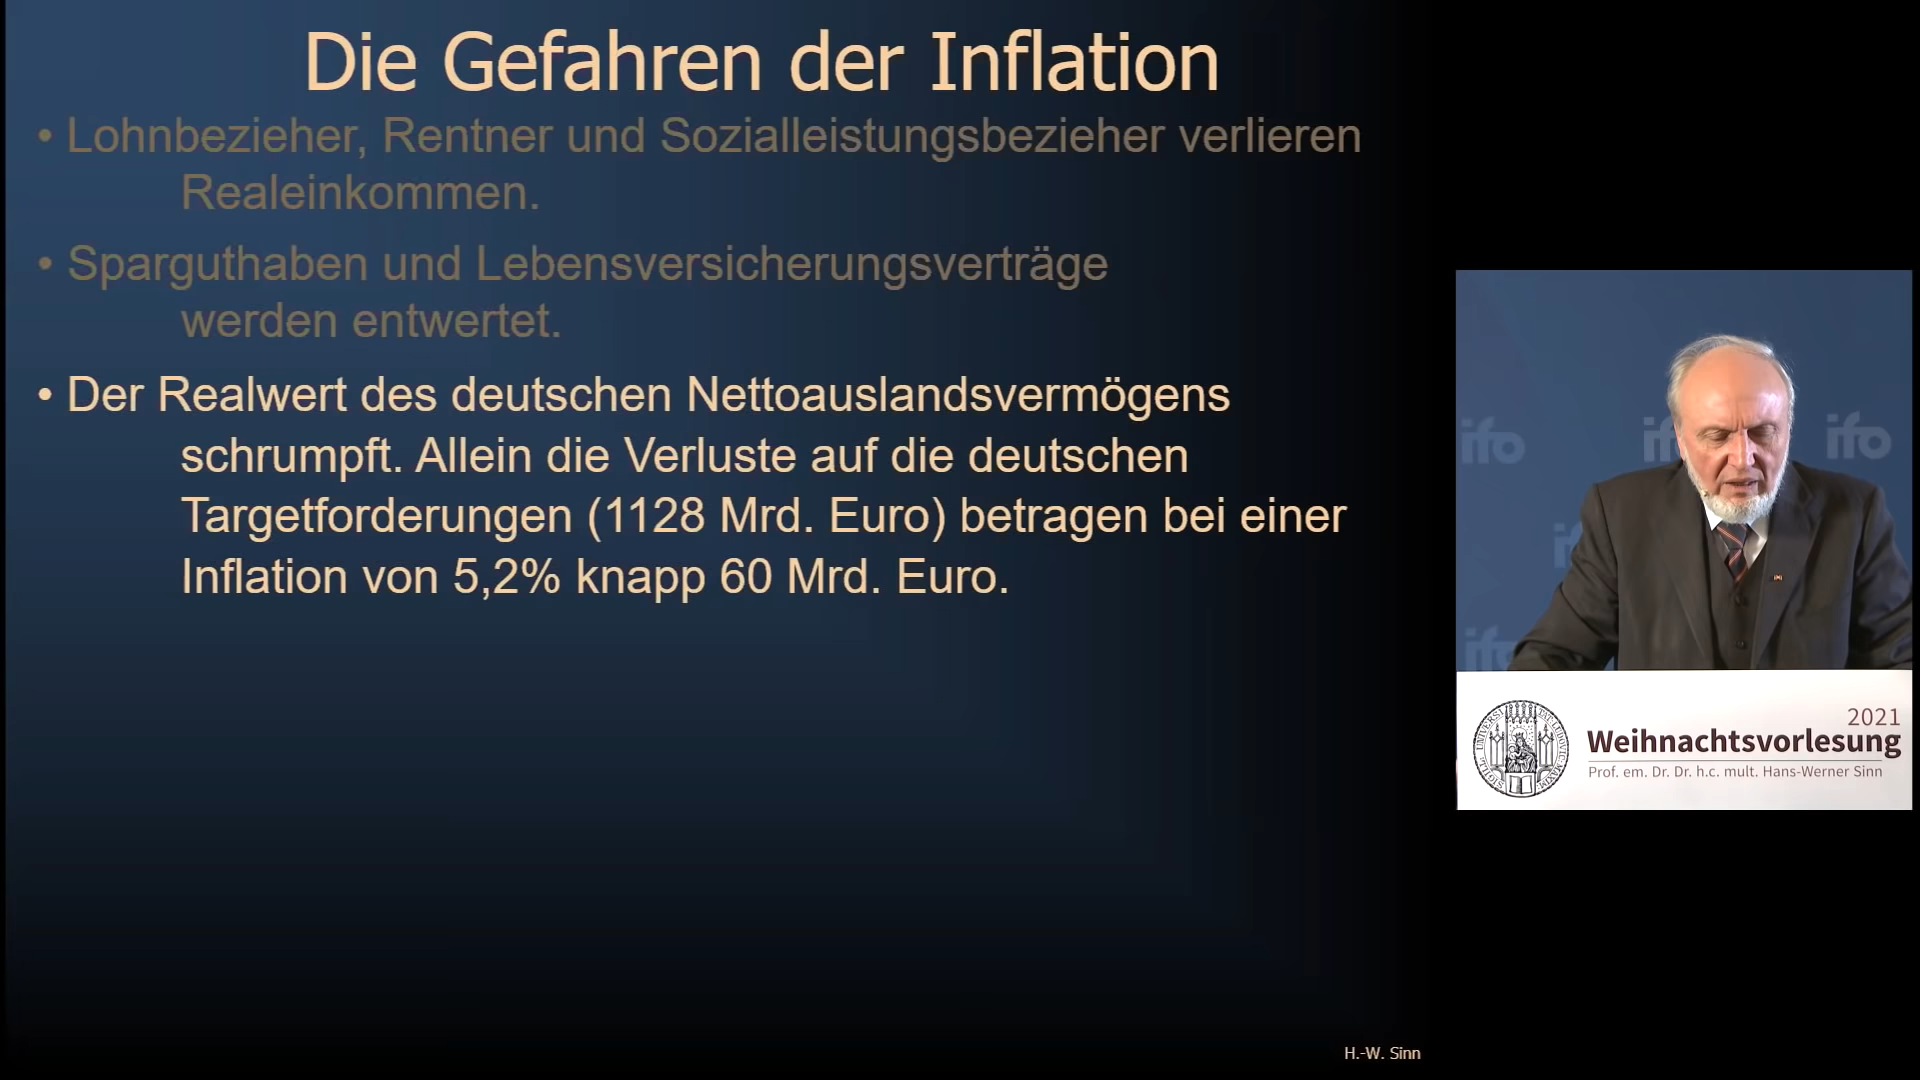 Die Gefahren der Inflation
• Lohnbezieher, Rentner und Sozialleistungsbezieher verlieren
Realeinkommen.
• Sparguthaben und Lebensversicherungsverträge
werden entwertet.
• Der Realwert des deutschen Nettoauslandsvermögens
schrumpft. Allein die Verluste auf die deutschen
Targetforderungen (1128 Mrd. Euro) betragen bei einer
Inflation von 5,2% knapp 60 Mrd. Euro.
H.-W. Sinn
ifo
ifo
2021
Weihnachtsvorlesung
Prof. em. Dr. Dr. h.c. mult. Hans-Werner Sinn